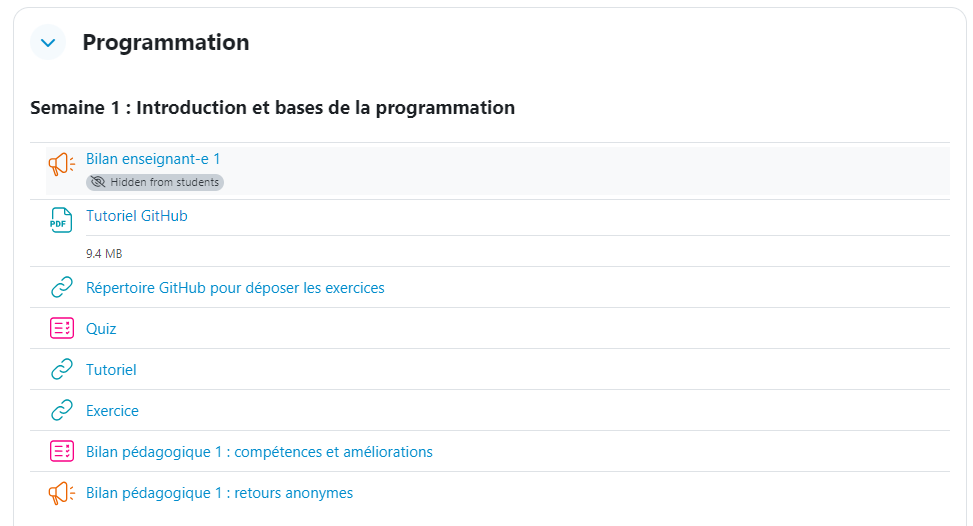 Programmation
Semaine 1 : Introduction et bases de la programmation
Bilan enseignant-e 1
Hidden from students
PDF
Tutoriel GitHub
9.4 MB
Répertoire GitHub pour déposer les exercices
Quiz
Tutoriel
Exercice
Bilan pédagogique 1 : compétences et améliorations
Bilan pédagogique 1 : retours anonymes